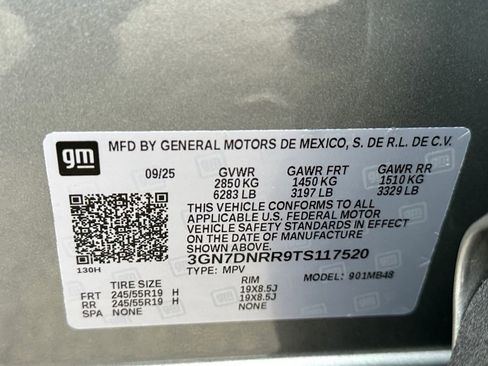 gm
MFD BY GENERAL MOTORS DE MEXICO, S. DE R.L. DE C.V.
09/25 GVWR GAWR FRT GAWR RR
2850 KG 1450 KG 1510 KG
6283 LB 3197 LB 3329 LB
THIS VEHICLE CONFORMS TO ALL
APPLICABLE U.S. FEDERAL MOTOR
VEHICLE SAFETY STANDARDS IN EFFECT
ON THE DATE OF MANUFACTURE
SHOWN ABOVE.
3GN7DNRR9TS117520
TYPE: MPV MODEL: 901MB48
130H
TIRE SIZE RIM
FRT 245/55R19 H 19X8.5J
RR 245/55R19 H 19X8.5J
SPA NONE NONE